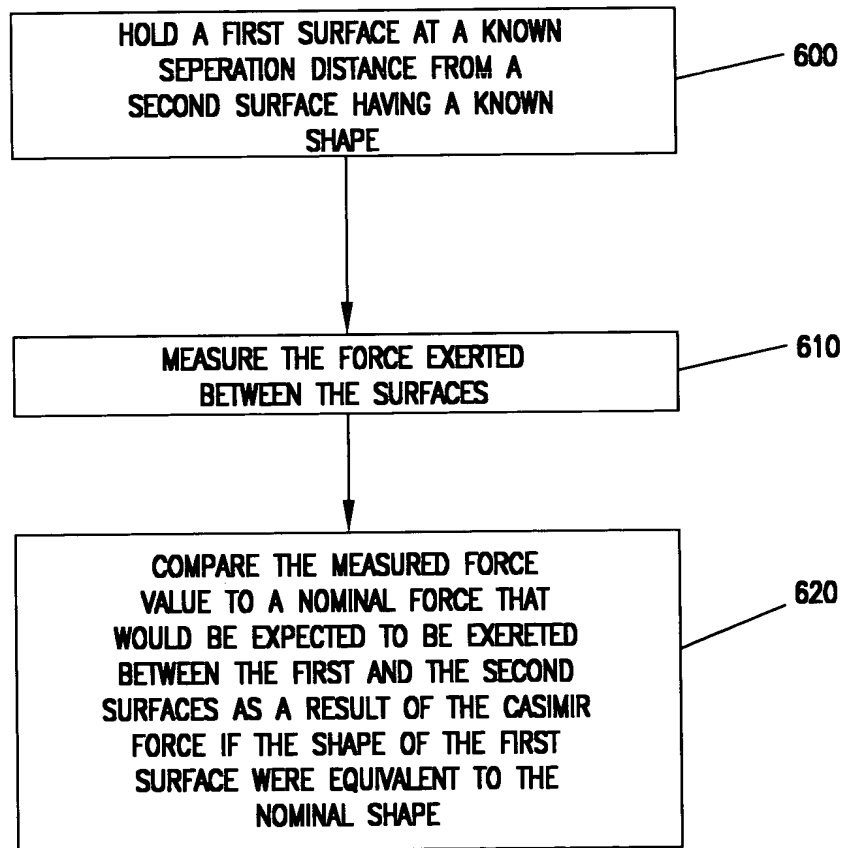 HOLD A FIRST SURFACE AT A KNOWN
SEPERATION DISTANCE FROM A
SECOND SURFACE HAVING A KNOWN
SHAPE
600
MEASURE THE FORCE EXERTED
BETWEEN THE SURFACES
610
COMPARE THE MEASURED FORCE
VALUE TO A NOMINAL FORCE THAT
WOULD BE EXPECTED TO BE EXERETED
BETWEEN THE FIRST AND THE SECOND
SURFACES AS A RESULT OF THE CASIMIR
FORCE IF THE SHAPE OF THE FIRST
SURFACE WERE EQUIVALENT TO THE
NOMINAL SHAPE
620